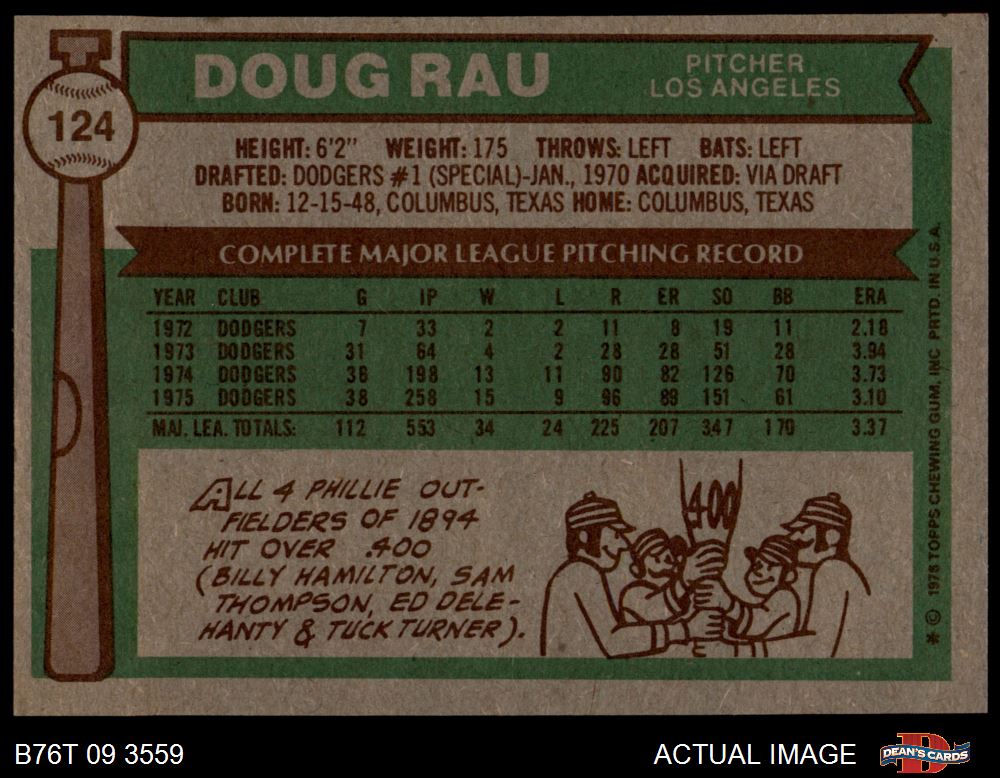 124
DOUG RAU
PITCHER
LOS ANGELES
HEIGHT: 6'2" WEIGHT: 175 THROWS: LEFT BATS: LEFT
DRAFTED: DODGERS #1 (SPECIAL)-JAN., 1970 ACQUIRED: VIA DRAFT
BORN: 12-15-48, COLUMBUS, TEXAS HOME: COLUMBUS, TEXAS
COMPLETE MAJOR LEAGUE PITCHING RECORD
YEAR CLUB G IP W L R ER SO BB ERA
1972 DODGERS 7 33 2 2 11 8 19 11 2.18
1973 DODGERS 31 64 4 2 28 28 51 28 3.94
1974 DODGERS 36 198 13 11 90 82 126 70 3.73
1975 DODGERS 38 258 15 9 96 89 151 61 3.10
MAJ. LEA. TOTALS: 112 553 34 24 225 207 347 170 3.37
ALL 4 PHILLIE OUT-
FIELDERS OF 1894
HIT OVER .400
(BILLY HAMILTON, SAM
THOMPSON, ED DELE-
HANTY & TUCK TURNER).
.400
* © 1976 TOPPS CHEWING GUM, INC PRTD. IN U.S.A.
B76T 09 3559
ACTUAL IMAGE
D
DEAN'S CARDS